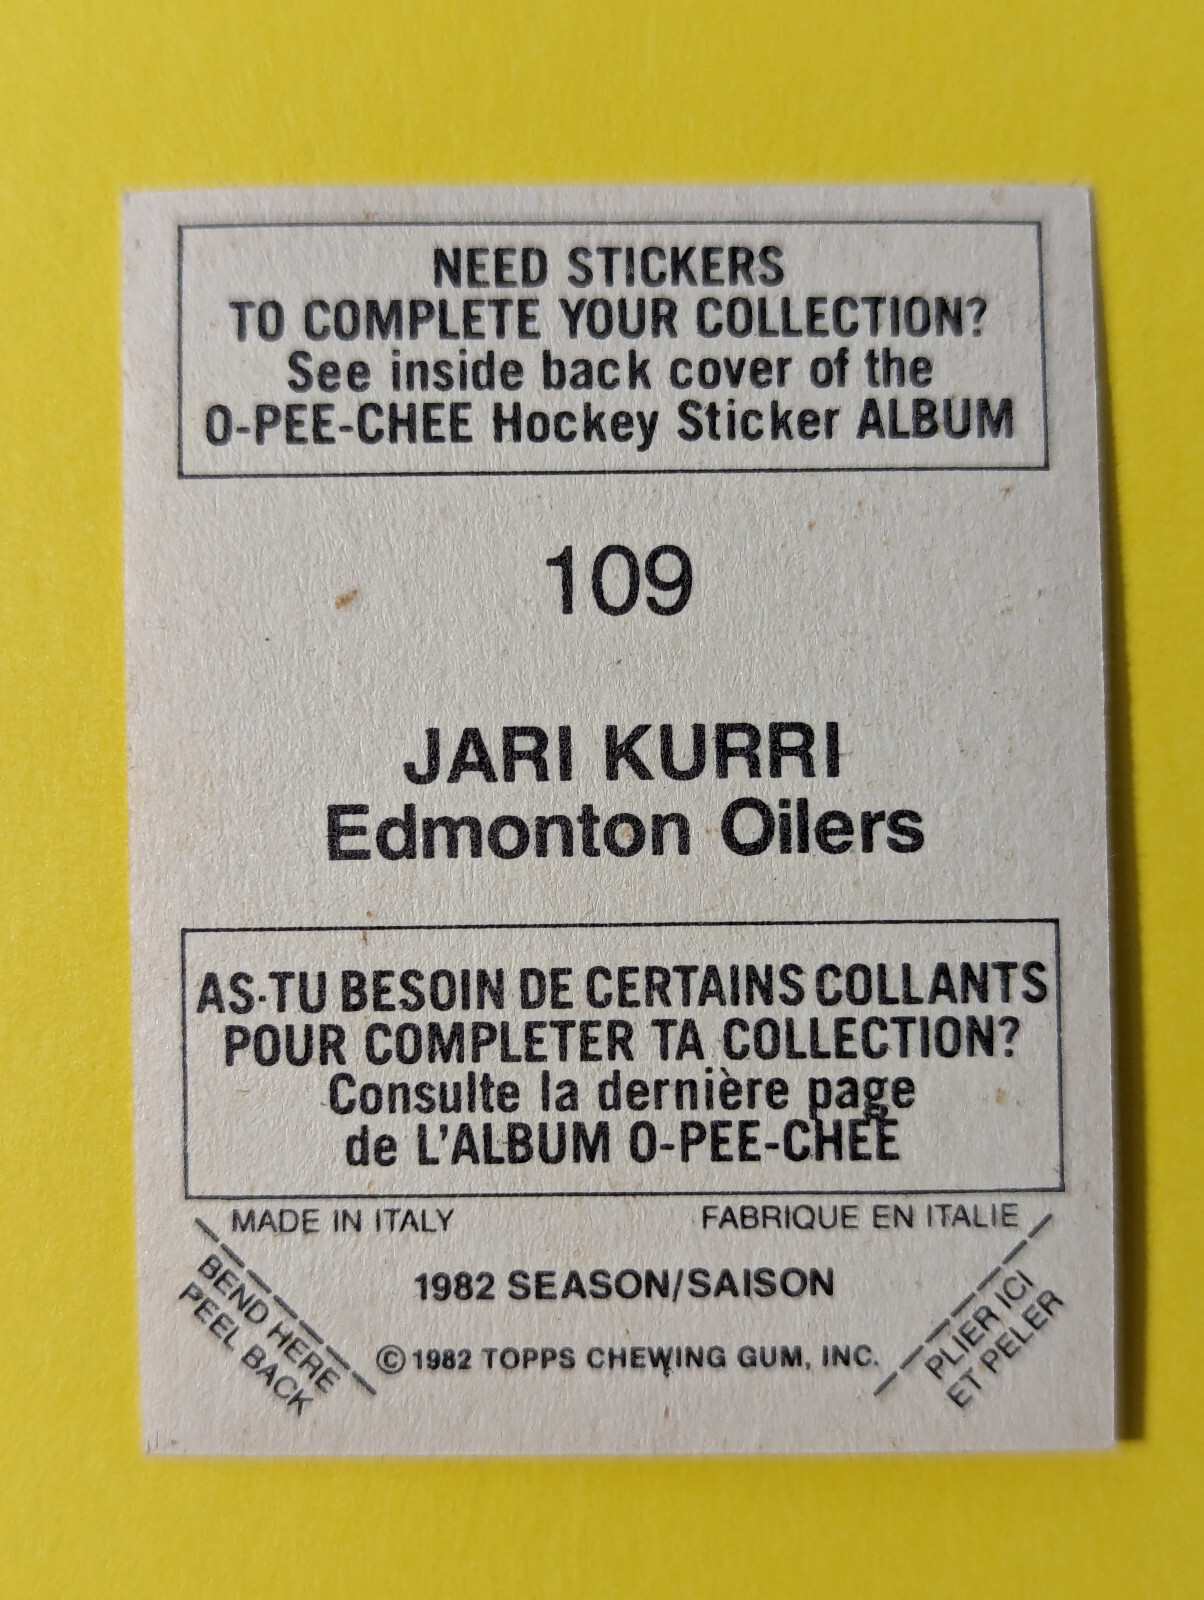 NEED STICKERS
TO COMPLETE YOUR COLLECTION?
See inside back cover of the
O-PEE-CHEE Hockey Sticker ALBUM
109
JARI KURRI
Edmonton Oilers
AS-TU BESOIN DE CERTAINS COLLANTS
POUR COMPLETER TA COLLECTION?
Consulte la dernière page
de L'ALBUM O-PEE-CHEE
MADE IN ITALY
FABRIQUE EN ITALIE
BEND HERE
PEEL BACK
1982 SEASON/SAISON
© 1982 TOPPS CHEWING GUM, INC.
PLIER ICI
ET PELER